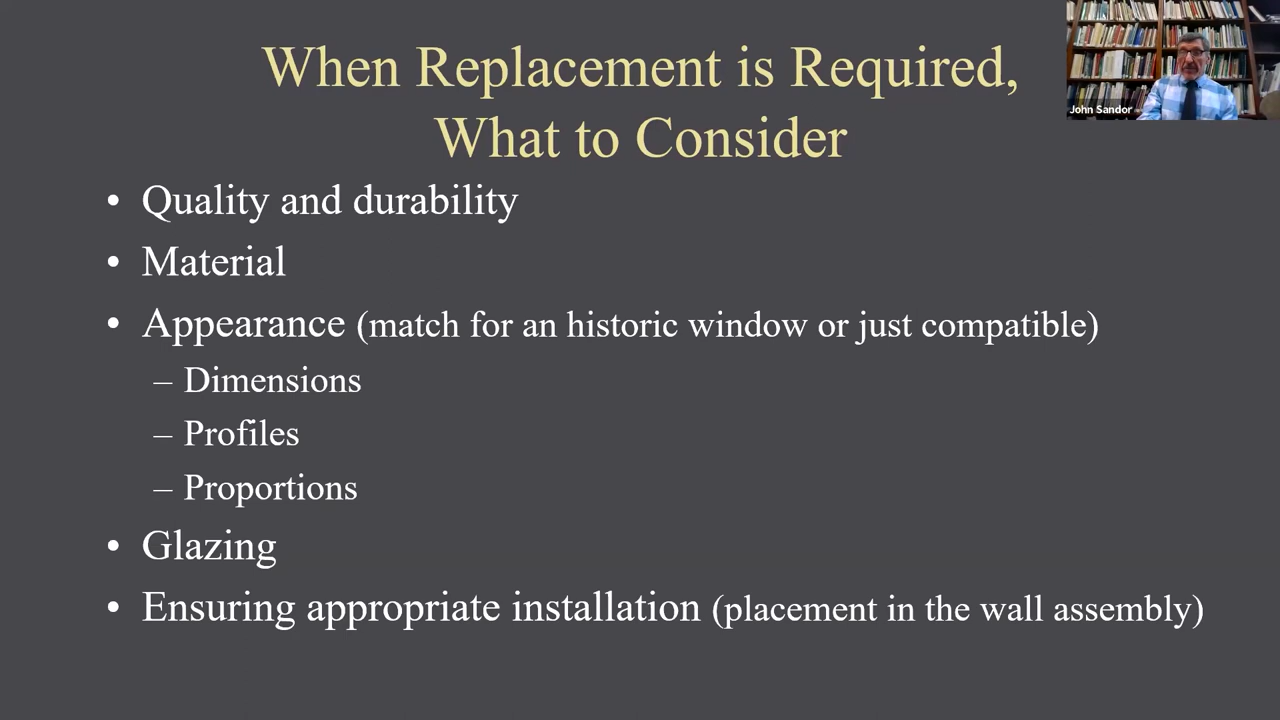 When Replacement is Required,
What to Consider
John Sandor
• Quality and durability
• Material
• Appearance (match for an historic window or just compatible)
– Dimensions
– Profiles
– Proportions
• Glazing
• Ensuring appropriate installation (placement in the wall assembly)